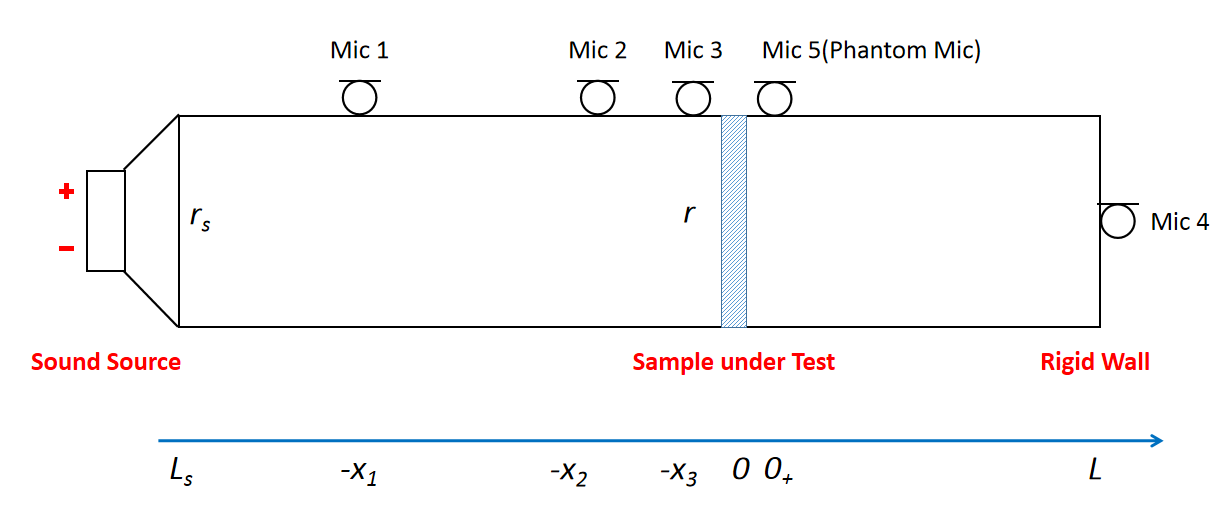 Mic 1
Mic 2
Mic 3
Mic 5(Phantom Mic)
+
−
rₛ
r
Mic 4
Sound Source
Sample under Test
Rigid Wall
Lₛ
-x₁
-x₂
-x₃
0
0₊
L